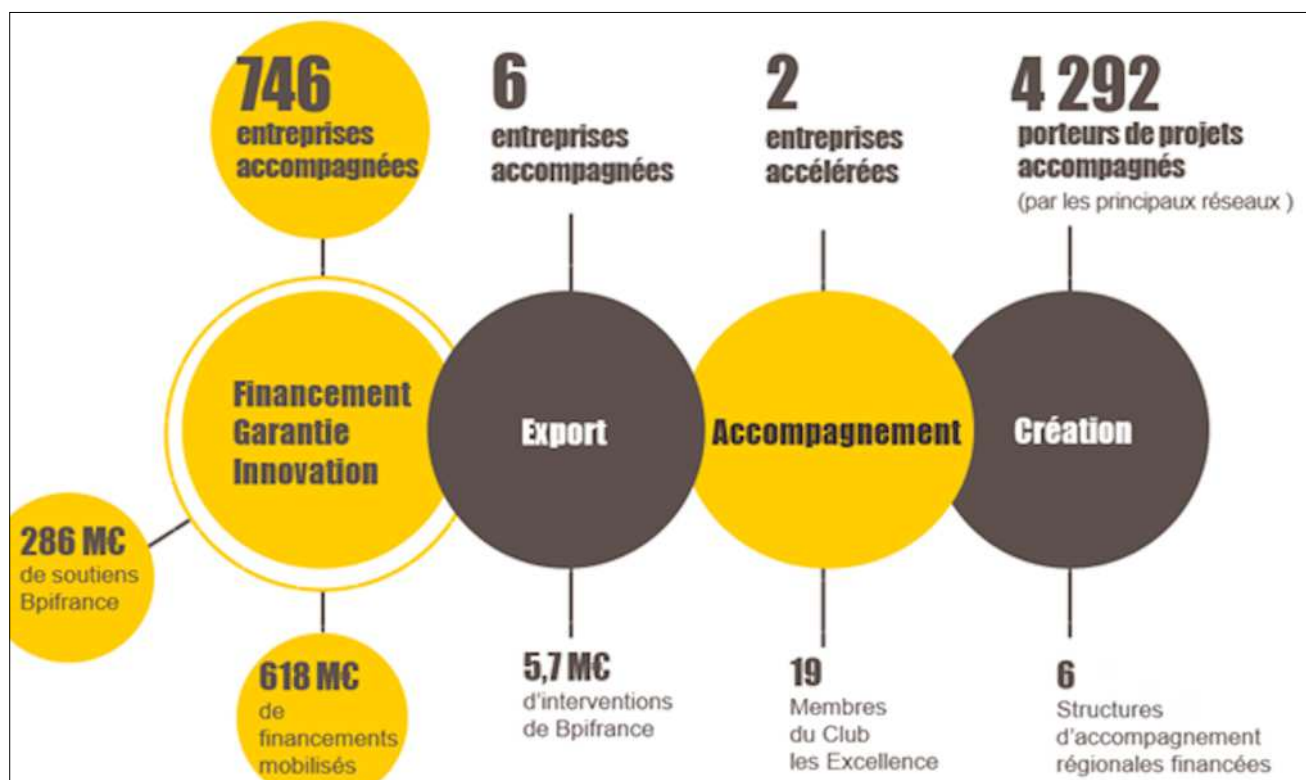 746
entreprises
accompagnées
6
entreprises
accompagnées
2
entreprises
accélérées
4 292
porteurs de projets
accompagnés
(par les principaux réseaux )
Financement
Garantie
Innovation
Export
Accompagnement
Création
286 M€
de soutiens
Bpifrance
618 M€
de
financements
mobilisés
5,7 M€
d'interventions
de Bpifrance
19
Membres
du Club
les Excellence
6
Structures
d'accompagnement
régionales financées